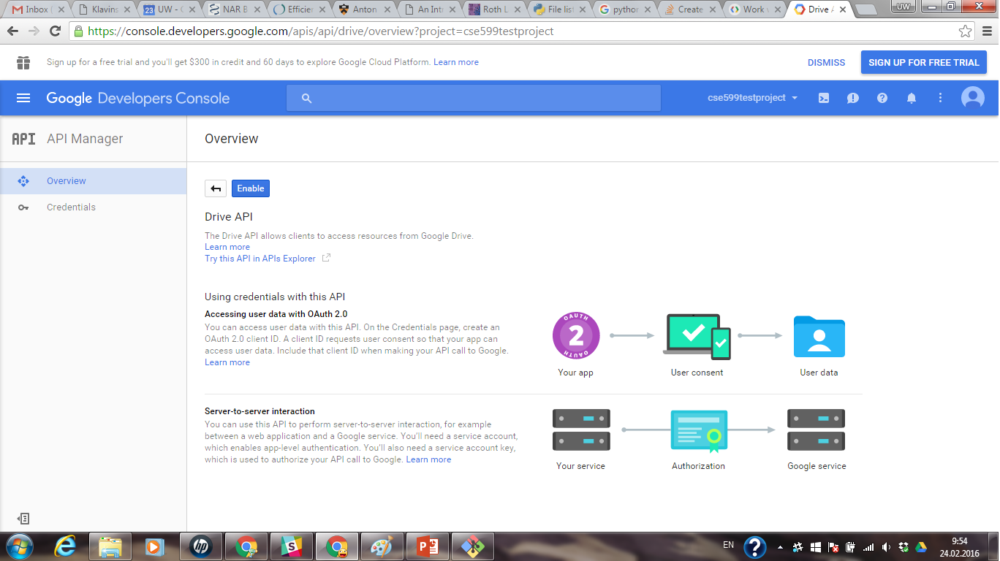 Inbox
Klavins
23
UW -
NAR B
Efficier
Anton
An Intr
Roth L
File list
python
Create
Work
Drive A
UW
https://console.developers.google.com/apis/api/drive/overview?project=cse599testproject
Sign up for a free trial and you'll get $300 in credit and 60 days to explore Google Cloud Platform. Learn more
DISMISS
SIGN UP FOR FREE TRIAL
Google Developers Console
cse599testproject
API API Manager
Overview
Overview
Credentials
Enable
Drive API
The Drive API allows clients to access resources from Google Drive.
Learn more
Try this API in APIs Explorer
Using credentials with this API
Accessing user data with OAuth 2.0
You can access user data with this API. On the Credentials page, create an
OAuth 2.0 client ID. A client ID requests user consent so that your app can
access user data. Include that client ID when making your API call to Google.
Learn more
OAUTH
2
OAUTH
Your app
User consent
User data
Server-to-server interaction
You can use this API to perform server-to-server interaction, for example
between a web application and a Google service. You'll need a service account,
which enables app-level authentication. You'll also need a service account key,
which is used to authorize your API call to Google. Learn more
Your service
Authorization
Google service
hp
S
P
EN
?
9:54
24.02.2016